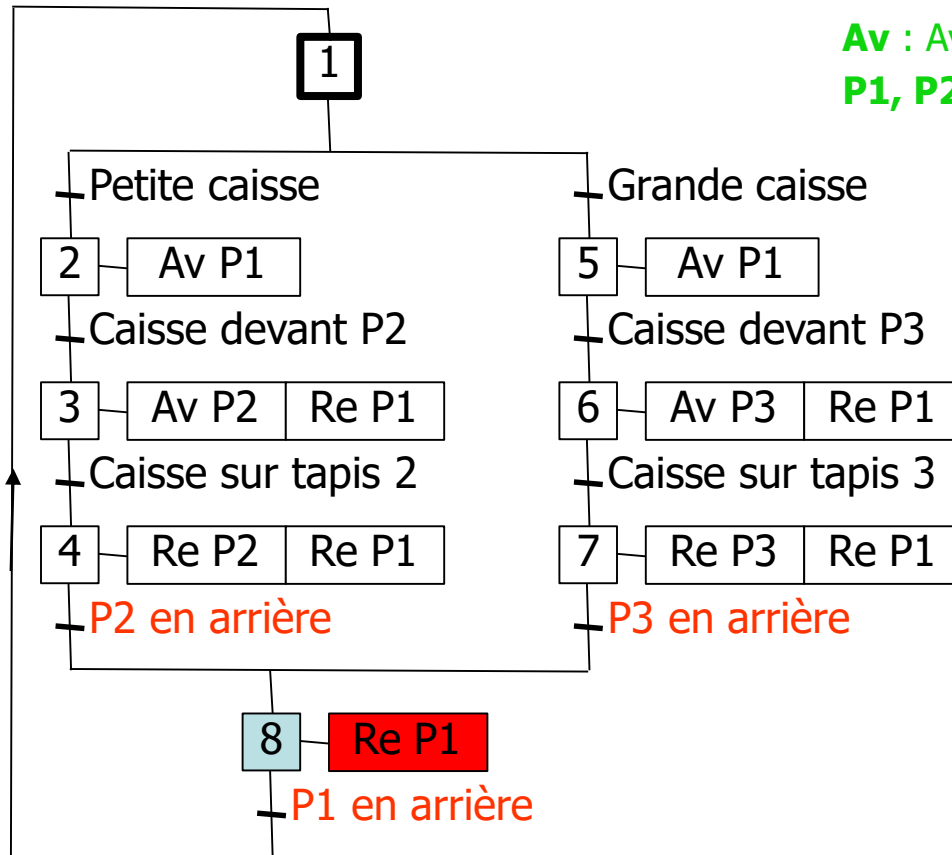 Av : Av
P1, P2
1
Petite caisse
Grande caisse
2 Av P1
5 Av P1
Caisse devant P2
Caisse devant P3
3 Av P2 Re P1
6 Av P3 Re P1
Caisse sur tapis 2
Caisse sur tapis 3
4 Re P2 Re P1
7 Re P3 Re P1
P2 en arrière
P3 en arrière
8 Re P1
P1 en arrière